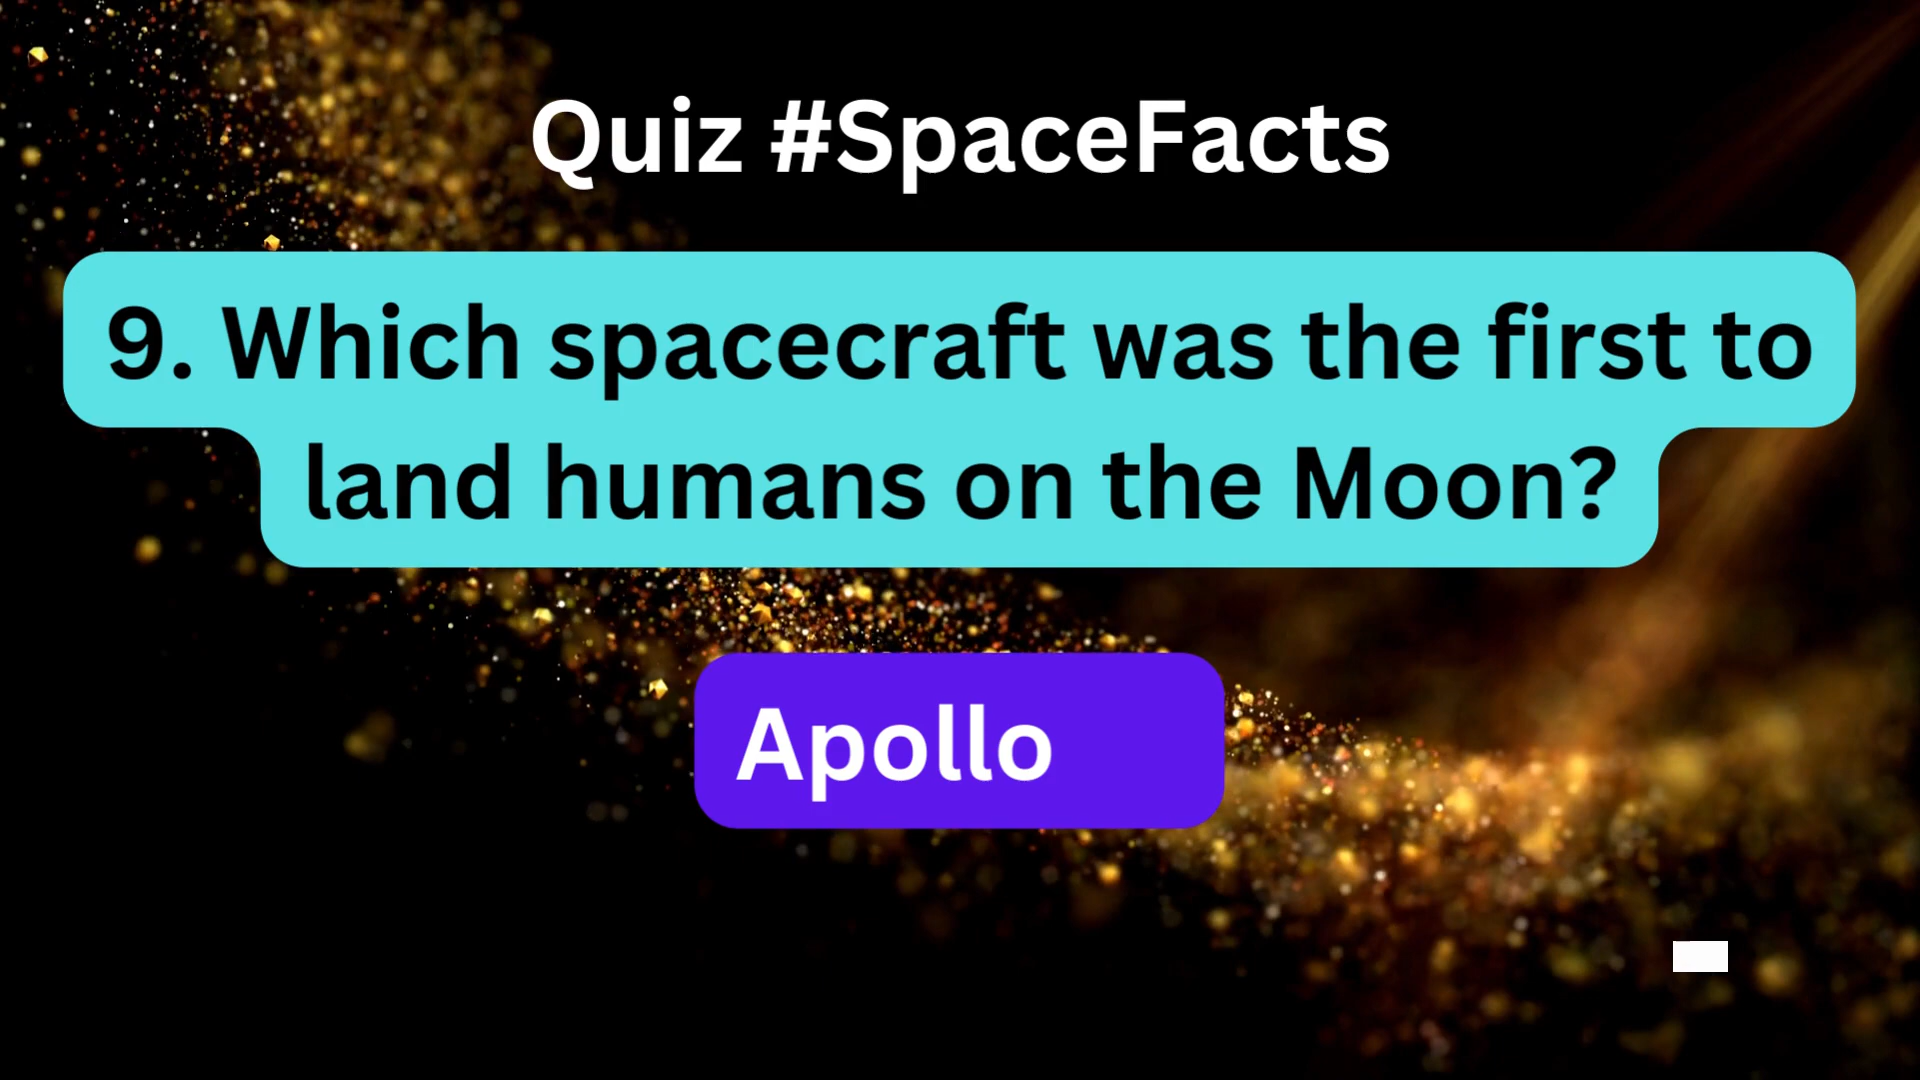 Quiz #SpaceFacts
9. Which spacecraft was the first to
land humans on the Moon?
Apollo